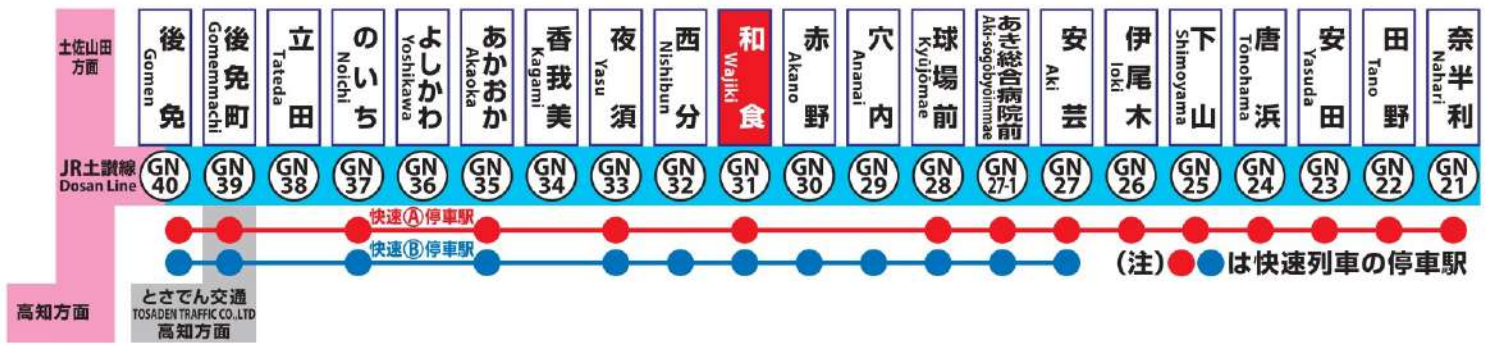 土佐山田
方面
後免
Gomen
後免町
Gomenmachi
立田
Tateda
のいち
Noichi
よしかわ
Yoshikawa
あかおか
Akaoka
香我美
Kagami
夜須
Yasu
西分
Nishibun
和食
Wajiki
赤野
Akano
穴内
Ananai
球場前
Kyūjōmae
あき総合病院前
Aki-sōgōbyōinmae
安芸
Aki
伊尾木
Ioki
下山
Shimoyama
唐浜
Tōnohama
安田
Yasuda
田野
Tano
奈半利
Nahari
JR土讃線
Dosan Line
GN
40
GN
39
GN
38
GN
37
GN
36
GN
35
GN
34
GN
33
GN
32
GN
31
GN
30
GN
29
GN
28
GN
27-1
GN
27
GN
26
GN
25
GN
24
GN
23
GN
22
GN
21
快速Ⓐ停車駅
快速Ⓑ停車駅
(注)●●は快速列車の停車駅
高知方面
とさでん交通
TOSADEN TRAFFIC CO.,LTD
高知方面